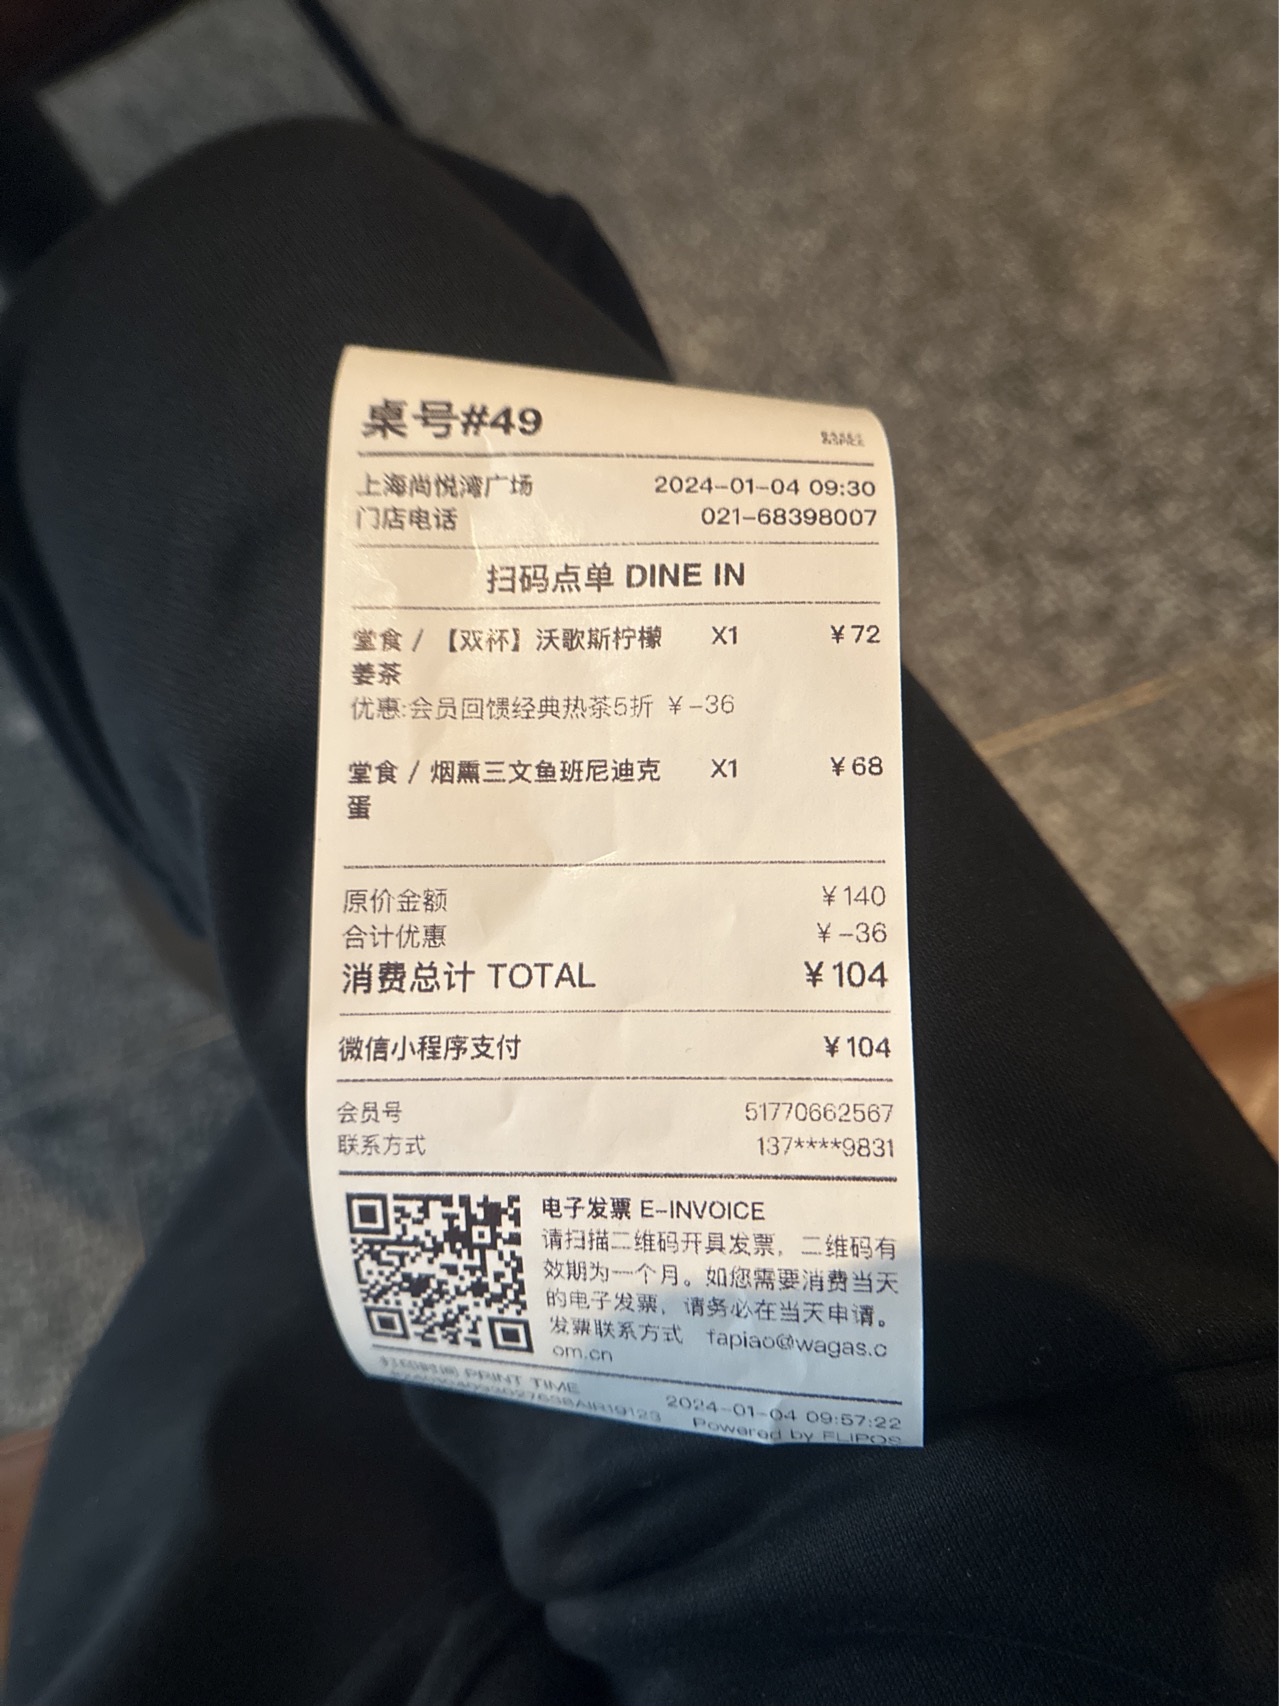 桌号#49
上海尚悦湾广场 2024-01-04 09:30
门店电话 021-68398007
扫码点单 DINE IN
堂食 / 【双杯】沃歌斯柠檬 X1 ¥72
姜茶
优惠:会员回馈经典热茶5折 ¥-36
堂食 / 烟熏三文鱼班尼迪克 X1 ¥68
蛋
原价金额 ¥140
合计优惠 ¥-36
消费总计 TOTAL ¥104
微信小程序支付 ¥104
会员号 51770662567
联系方式 137****9831
电子发票 E-INVOICE
请扫描二维码开具发票，二维码有
效期为一个月。如您需要消费当天
的电子发票，请务必在当天申请。
发票联系方式 fapiao@wagas.c
om.cn
打印时间 PRINT TIME 2024-01-04 09:57:22
Powered by FLIPOS